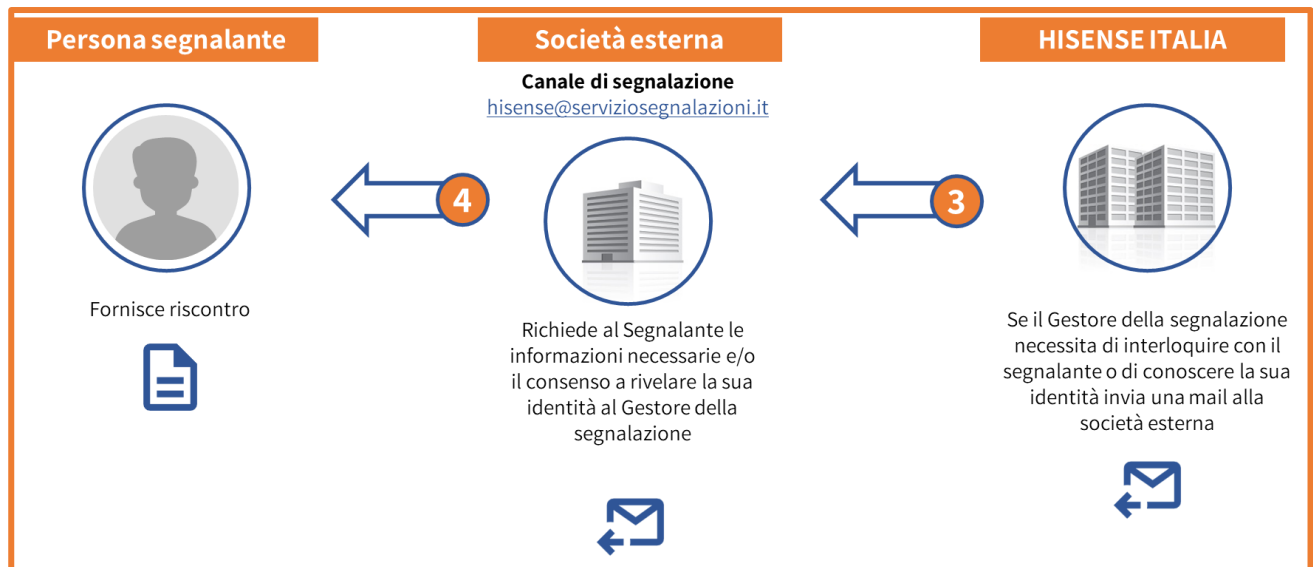 Persona segnalante
Società esterna
HISENSE ITALIA
Canale di segnalazione
hisense@serviziosegnalazioni.it
4
3
Fornisce riscontro
Richiede al Segnalante le
informazioni necessarie e/o
il consenso a rivelare la sua
identità al Gestore della
segnalazione
Se il Gestore della segnalazione
necessita di interloquire con il
segnalante o di conoscere la sua
identità invia una mail alla
società esterna